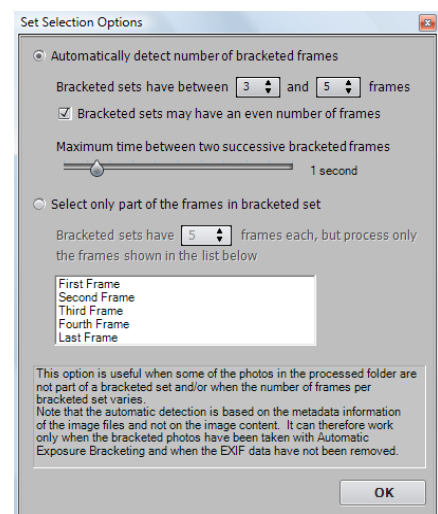 Set Selection Options
Automatically detect number of bracketed frames
Bracketed sets have between 3 and 5 frames
Bracketed sets may have an even number of frames
Maximum time between two successive bracketed frames
1 second
Select only part of the frames in bracketed set
Bracketed sets have 5 frames each, but process only
the frames shown in the list below
First Frame
Second Frame
Third Frame
Fourth Frame
Last Frame
This option is useful when some of the photos in the processed folder are
not part of a bracketed set and/or when the number of frames per
bracketed set varies.
Note that the automatic detection is based on the metadata information
of the image files and not on the image content. It can therefore work
only when the bracketed photos have been taken with Automatic
Exposure Bracketing and when the EXIF data have not been removed.
OK